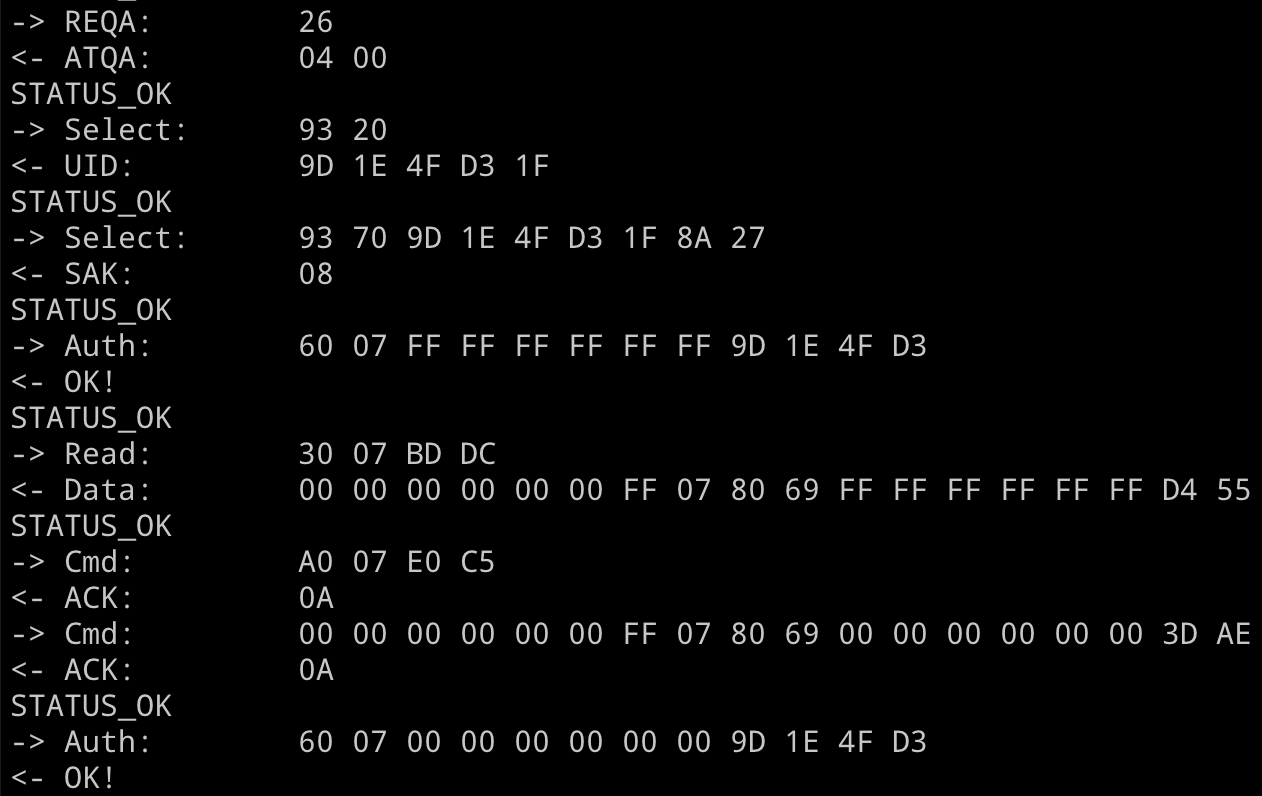 -> REQA: 26
<- ATQA: 04 00
STATUS_OK
-> Select: 93 20
<- UID: 9D 1E 4F D3 1F
STATUS_OK
-> Select: 93 70 9D 1E 4F D3 1F 8A 27
<- SAK: 08
STATUS_OK
-> Auth: 60 07 FF FF FF FF FF FF 9D 1E 4F D3
<- OK!
STATUS_OK
-> Read: 30 07 BD DC
<- Data: 00 00 00 00 00 00 FF 07 80 69 FF FF FF FF FF FF D4 55
STATUS_OK
-> Cmd: A0 07 E0 C5
<- ACK: 0A
-> Cmd: 00 00 00 00 00 00 FF 07 80 69 00 00 00 00 00 00 3D AE
<- ACK: 0A
STATUS_OK
-> Auth: 60 07 00 00 00 00 00 00 9D 1E 4F D3
<- OK!